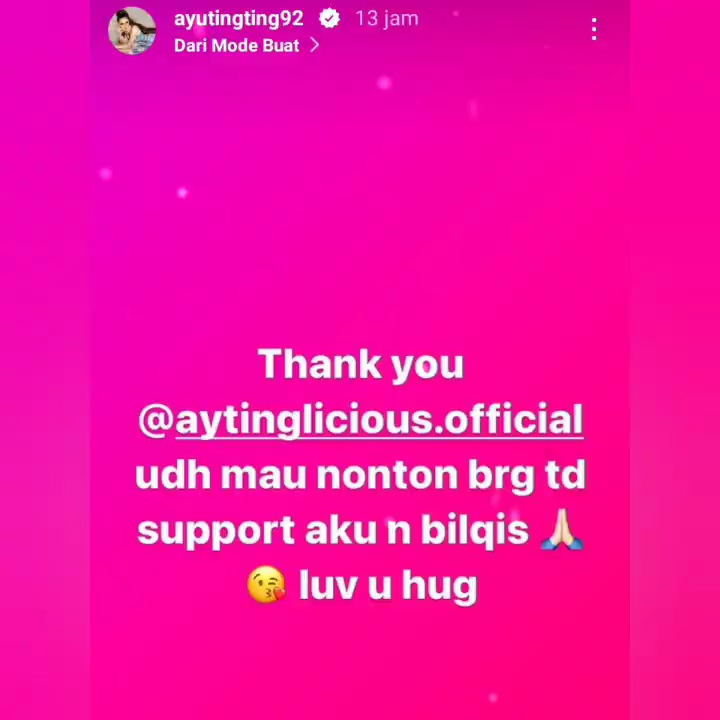 ayutingting92 13 jam
Dari Mode Buat >
Thank you
@aytinglicious.official
udh mau nonton brg td
support aku n bilqis 🙏🏻
😘 luv u hug